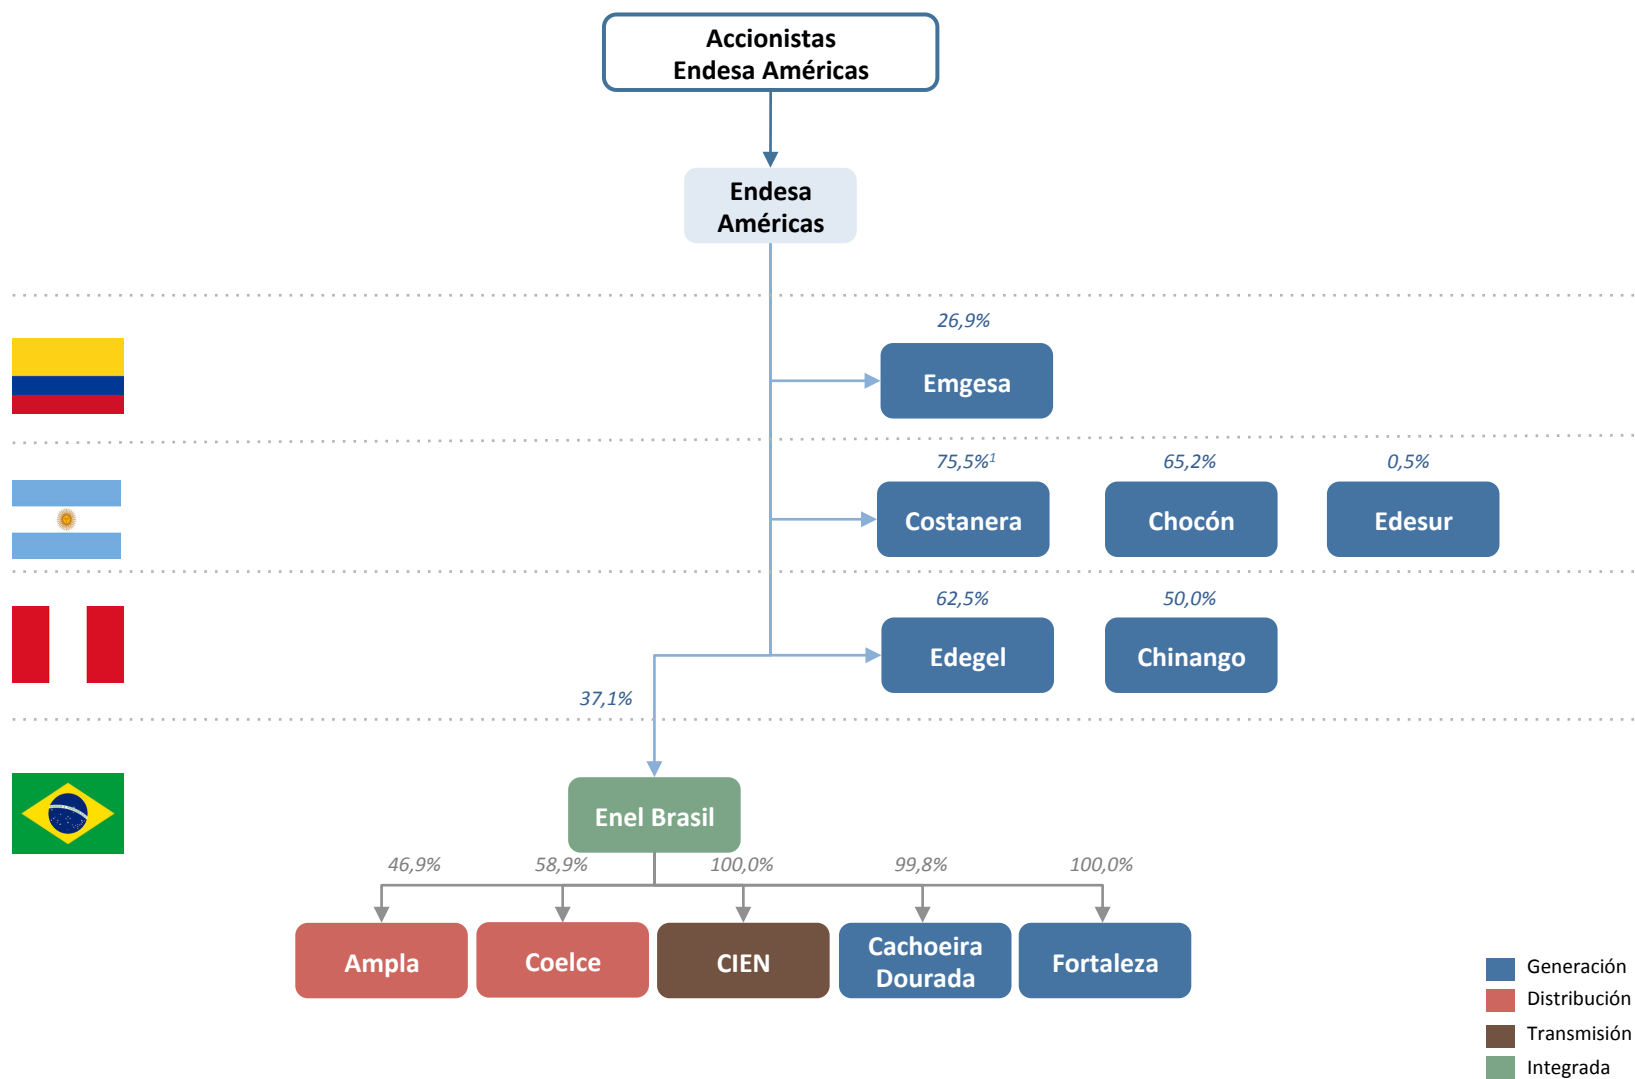 Accionistas
Endesa Américas
Endesa
Américas
26,9%
Emgesa
75,5%¹
65,2%
0,5%
Costanera
Chocón
Edesur
62,5%
50,0%
Edegel
Chinango
37,1%
Enel Brasil
46,9%
58,9%
100,0%
99,8%
100,0%
Ampla
Coelce
CIEN
Cachoeira
Dourada
Fortaleza
Generación
Distribución
Transmisión
Integrada